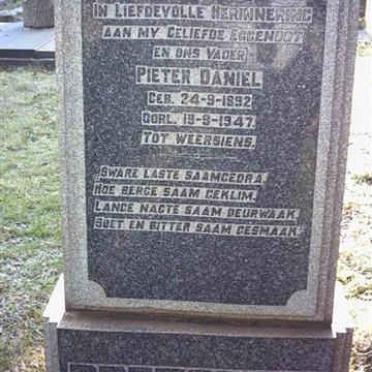 IN LIEFDEVOLLE HERINNERING
AAN MY GELIEFDE EGGENOOT
EN ONS VADER
PIETER DANIEL
GEB. 24-9-1892
OORL. 19-8-1947.
TOT WEERSIENS.
SWARE LASTE SAAMGEDRA,
HOE BERGE SAAM GEKLIM.
LANGE NAGTE SAAM DEURWAAK,
SOET EN BITTER SAAM GESMAAK.